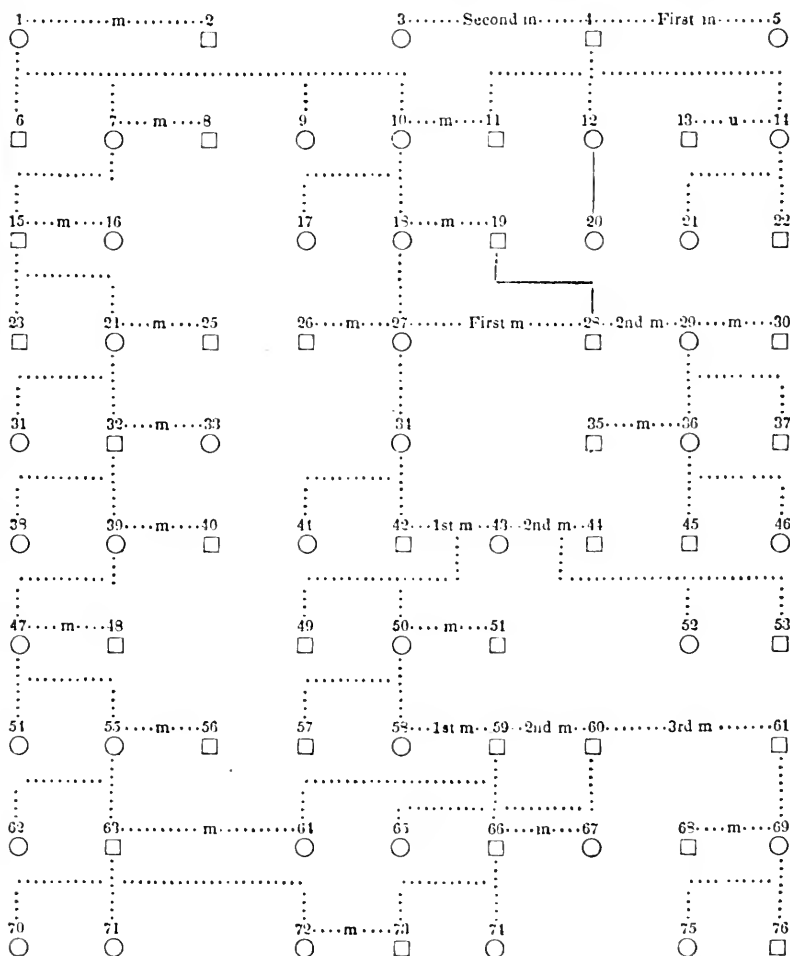 1 m 2 3 Second m 4 First m 5
6 7 m 8 9 10 m 11 12 13 u 14
15 m 16 17 18 m 19 20 21 22
23 21 m 25 26 m 27 First m 28 2nd m 29 m 30
31 32 m 33 34 35 m 36 37
38 39 m 40 41 42 1st m 43 2nd m 44 45 46
47 m 48 49 50 m 51 52 53
54 55 m 56 57 58 1st m 59 2nd m 60 3rd m 61
62 63 m 64 65 66 m 67 68 m 69
70 71 72 m 73 74 75 76